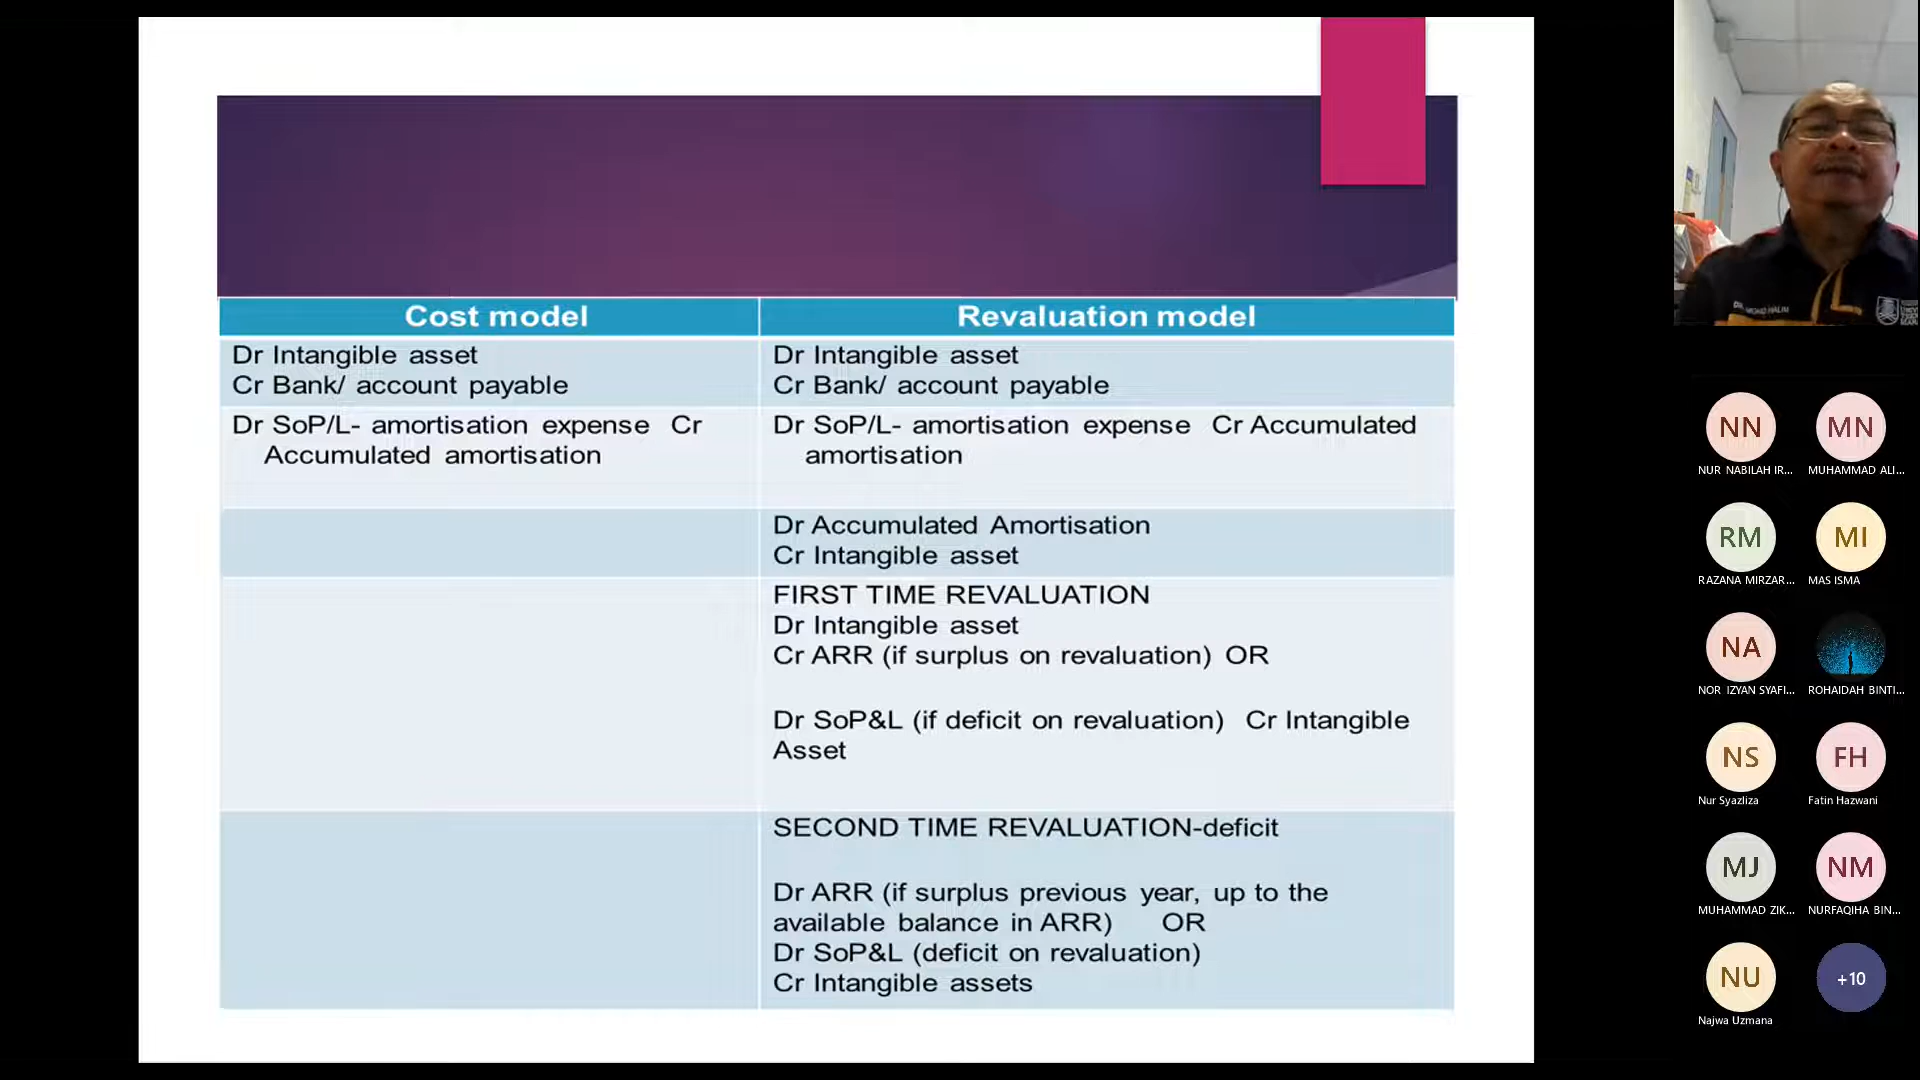 Cost model
Revaluation model
Dr Intangible asset
Cr Bank/ account payable
Dr Intangible asset
Cr Bank/ account payable
Dr SoP/L- amortisation expense Cr
Accumulated amortisation
Dr SoP/L- amortisation expense Cr Accumulated
amortisation
Dr Accumulated Amortisation
Cr Intangible asset
FIRST TIME REVALUATION
Dr Intangible asset
Cr ARR (if surplus on revaluation) OR
Dr SoP&L (if deficit on revaluation) Cr Intangible
Asset
SECOND TIME REVALUATION-deficit
Dr ARR (if surplus previous year, up to the
available balance in ARR) OR
Dr SoP&L (deficit on revaluation)
Cr Intangible assets
NN
NUR NABILAH IR...
MN
MUHAMMAD ALI...
RM
RAZANA MIRZAR...
MI
MAS ISMA
NA
NOR IZYAN SYAFI...
ROHAIDAH BINTI...
NS
Nur Syazliza
FH
Fatin Hazwani
MJ
MUHAMMAD ZIK...
NM
NURFAQIHA BIN...
NU
Najwa Uzmana
+10